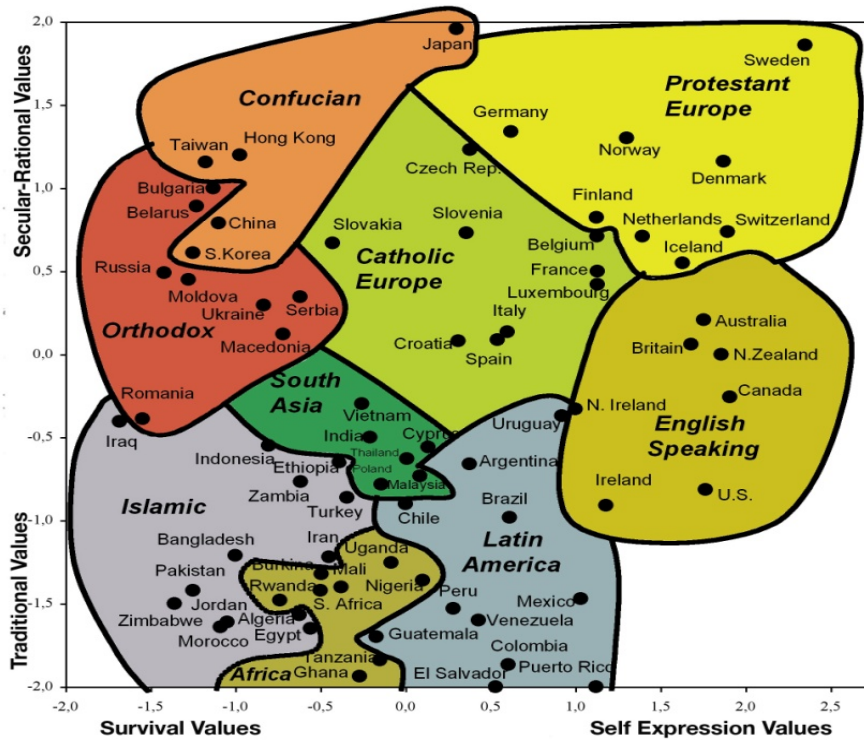 2,0
Japan
Sweden
Protestant
Europe
Confucian
1,5
Germany
Hong Kong
Norway
Taiwan
Czech Rep.
Denmark
1,0
Bulgaria
Finland
Belarus
Slovenia
Netherlands
Switzerland
China
Slovakia
Belgium
Iceland
S.Korea
Catholic
Europe
France
0,5
Russia
Moldova
Luxembourg
Ukraine
Serbia
Italy
Australia
Orthodox
Macedonia
Croatia
Spain
Britain
N.Zealand
0,0
South
Asia
Romania
Canada
Vietnam
N. Ireland
Uruguay
English
Speaking
Iraq
India
Cyprus
-0,5
Indonesia
Thailand
Ethiopia
Poland
Argentina
Malaysia
Zambia
Ireland
U.S.
Islamic
Turkey
Brazil
Chile
-1,0
Bangladesh
Iran
Latin
America
Uganda
Burkina
Mali
Pakistan
Rwanda
Nigeria
Peru
Mexico
-1,5
Zimbabwe
Jordan
S. Africa
Venezuela
Algeria
Morocco
Egypt
Guatemala
Colombia
Tanzania
Africa
Ghana
El Salvador
Puerto Rico
2,0
-2,0
-1,5
-1,0
-0,5
0,0
0,5
1,0
1,5
2,0
2,5
Survival Values
Self Expression Values
Secular-Rational Values
Traditional Values